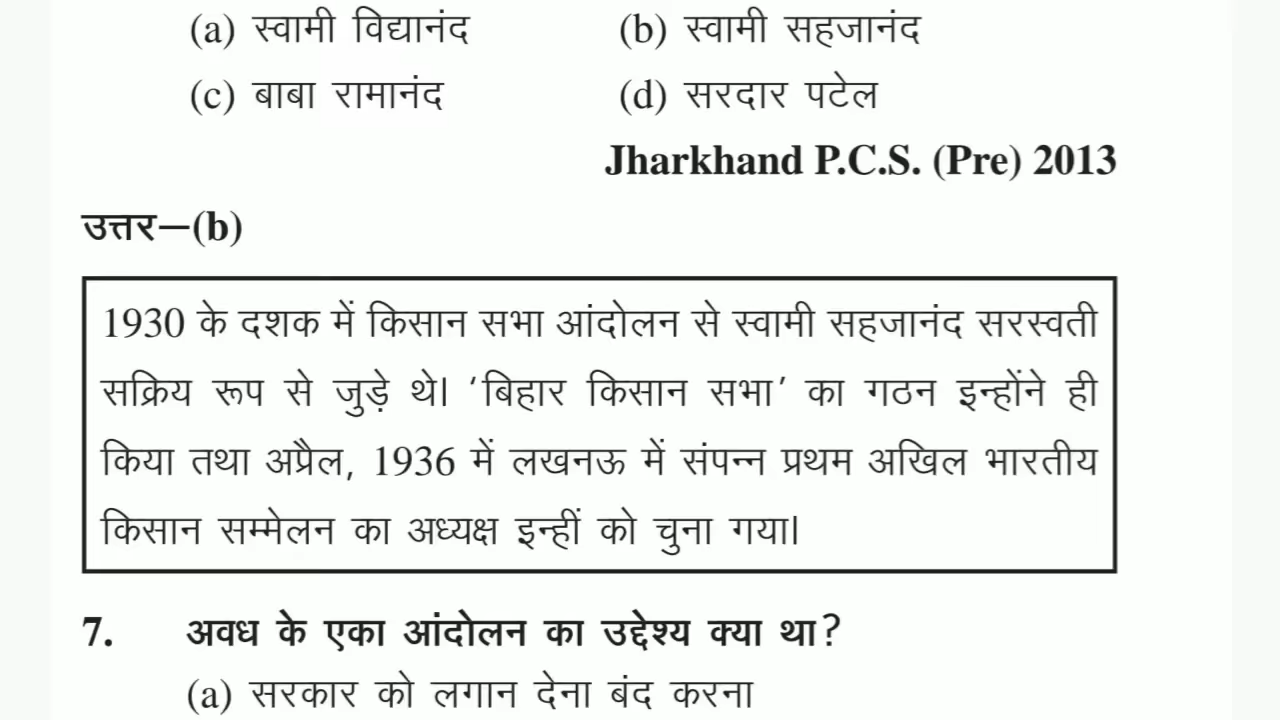 (a) स्वामी विद्यानंद (b) स्वामी सहजानंद
(c) बाबा रामानंद (d) सरदार पटेल
Jharkhand P.C.S. (Pre) 2013
उत्तर—(b)
1930 के दशक में किसान सभा आंदोलन से स्वामी सहजानंद सरस्वती
सक्रिय रूप से जुड़े थे। ‘बिहार किसान सभा’ का गठन इन्होंने ही
किया तथा अप्रैल, 1936 में लखनऊ में संपन्न प्रथम अखिल भारतीय
किसान सम्मेलन का अध्यक्ष इन्हीं को चुना गया।
7. अवध के एका आंदोलन का उद्देश्य क्या था?
(a) सरकार को लगान देना बंद करना